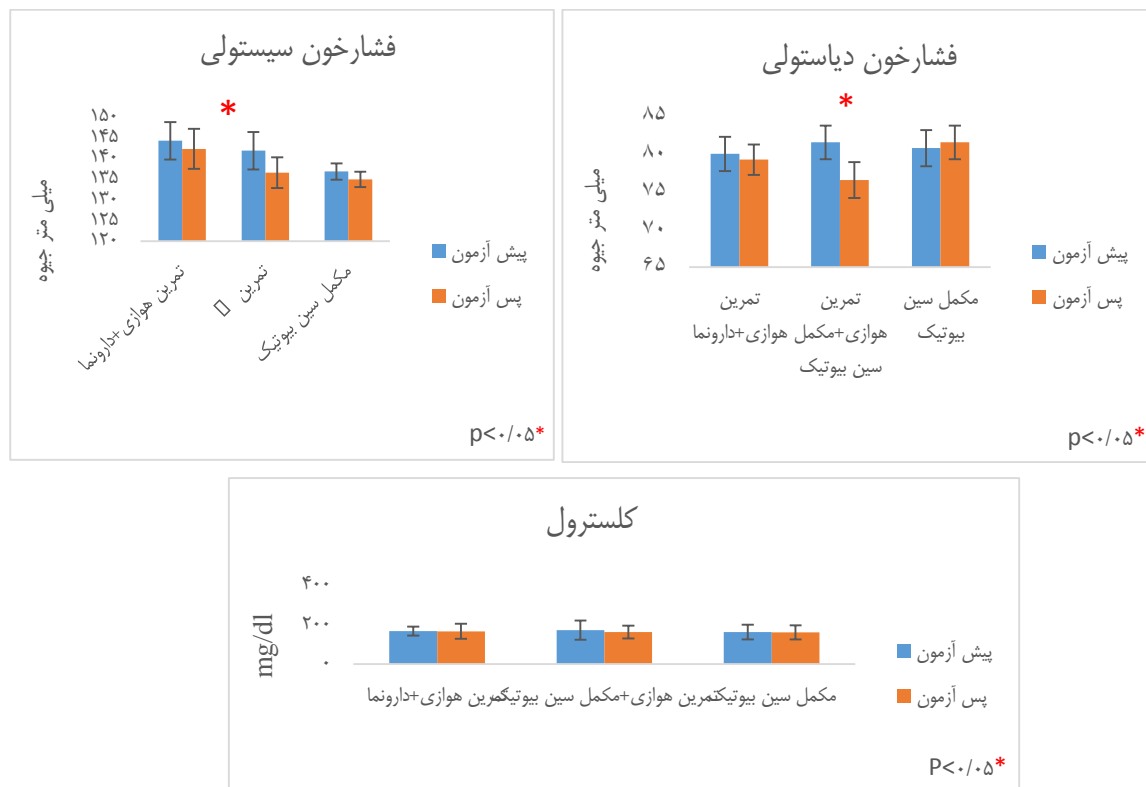 فشارخون سیستولی
میلی متر جیوه
۱۵۰
۱۴۵
۱۴۰
۱۳۵
۱۳۰
۱۲۵
۱۲۰
تمرین هوازی+دارونما
تمرین
مکمل سین بیوتیک
پیش آزمون
پس آزمون
p<۰/۰۵*
فشارخون دیاستولی
میلی متر جیوه
۸۵
۸۰
۷۵
۷۰
۶۵
تمرین
هوازی+دارونما
تمرین
هوازی+مکمل
سین بیوتیک
مکمل سین
بیوتیک
پیش آزمون
پس آزمون
p<۰/۰۵*
کلسترول
mg/dl
۴۰۰
۲۰۰
۰
تمرین هوازی+دارونما
تمرین هوازی+مکمل سین بیوتیک
مکمل سین بیوتیک
پیش آزمون
پس آزمون
P<۰/۰۵*